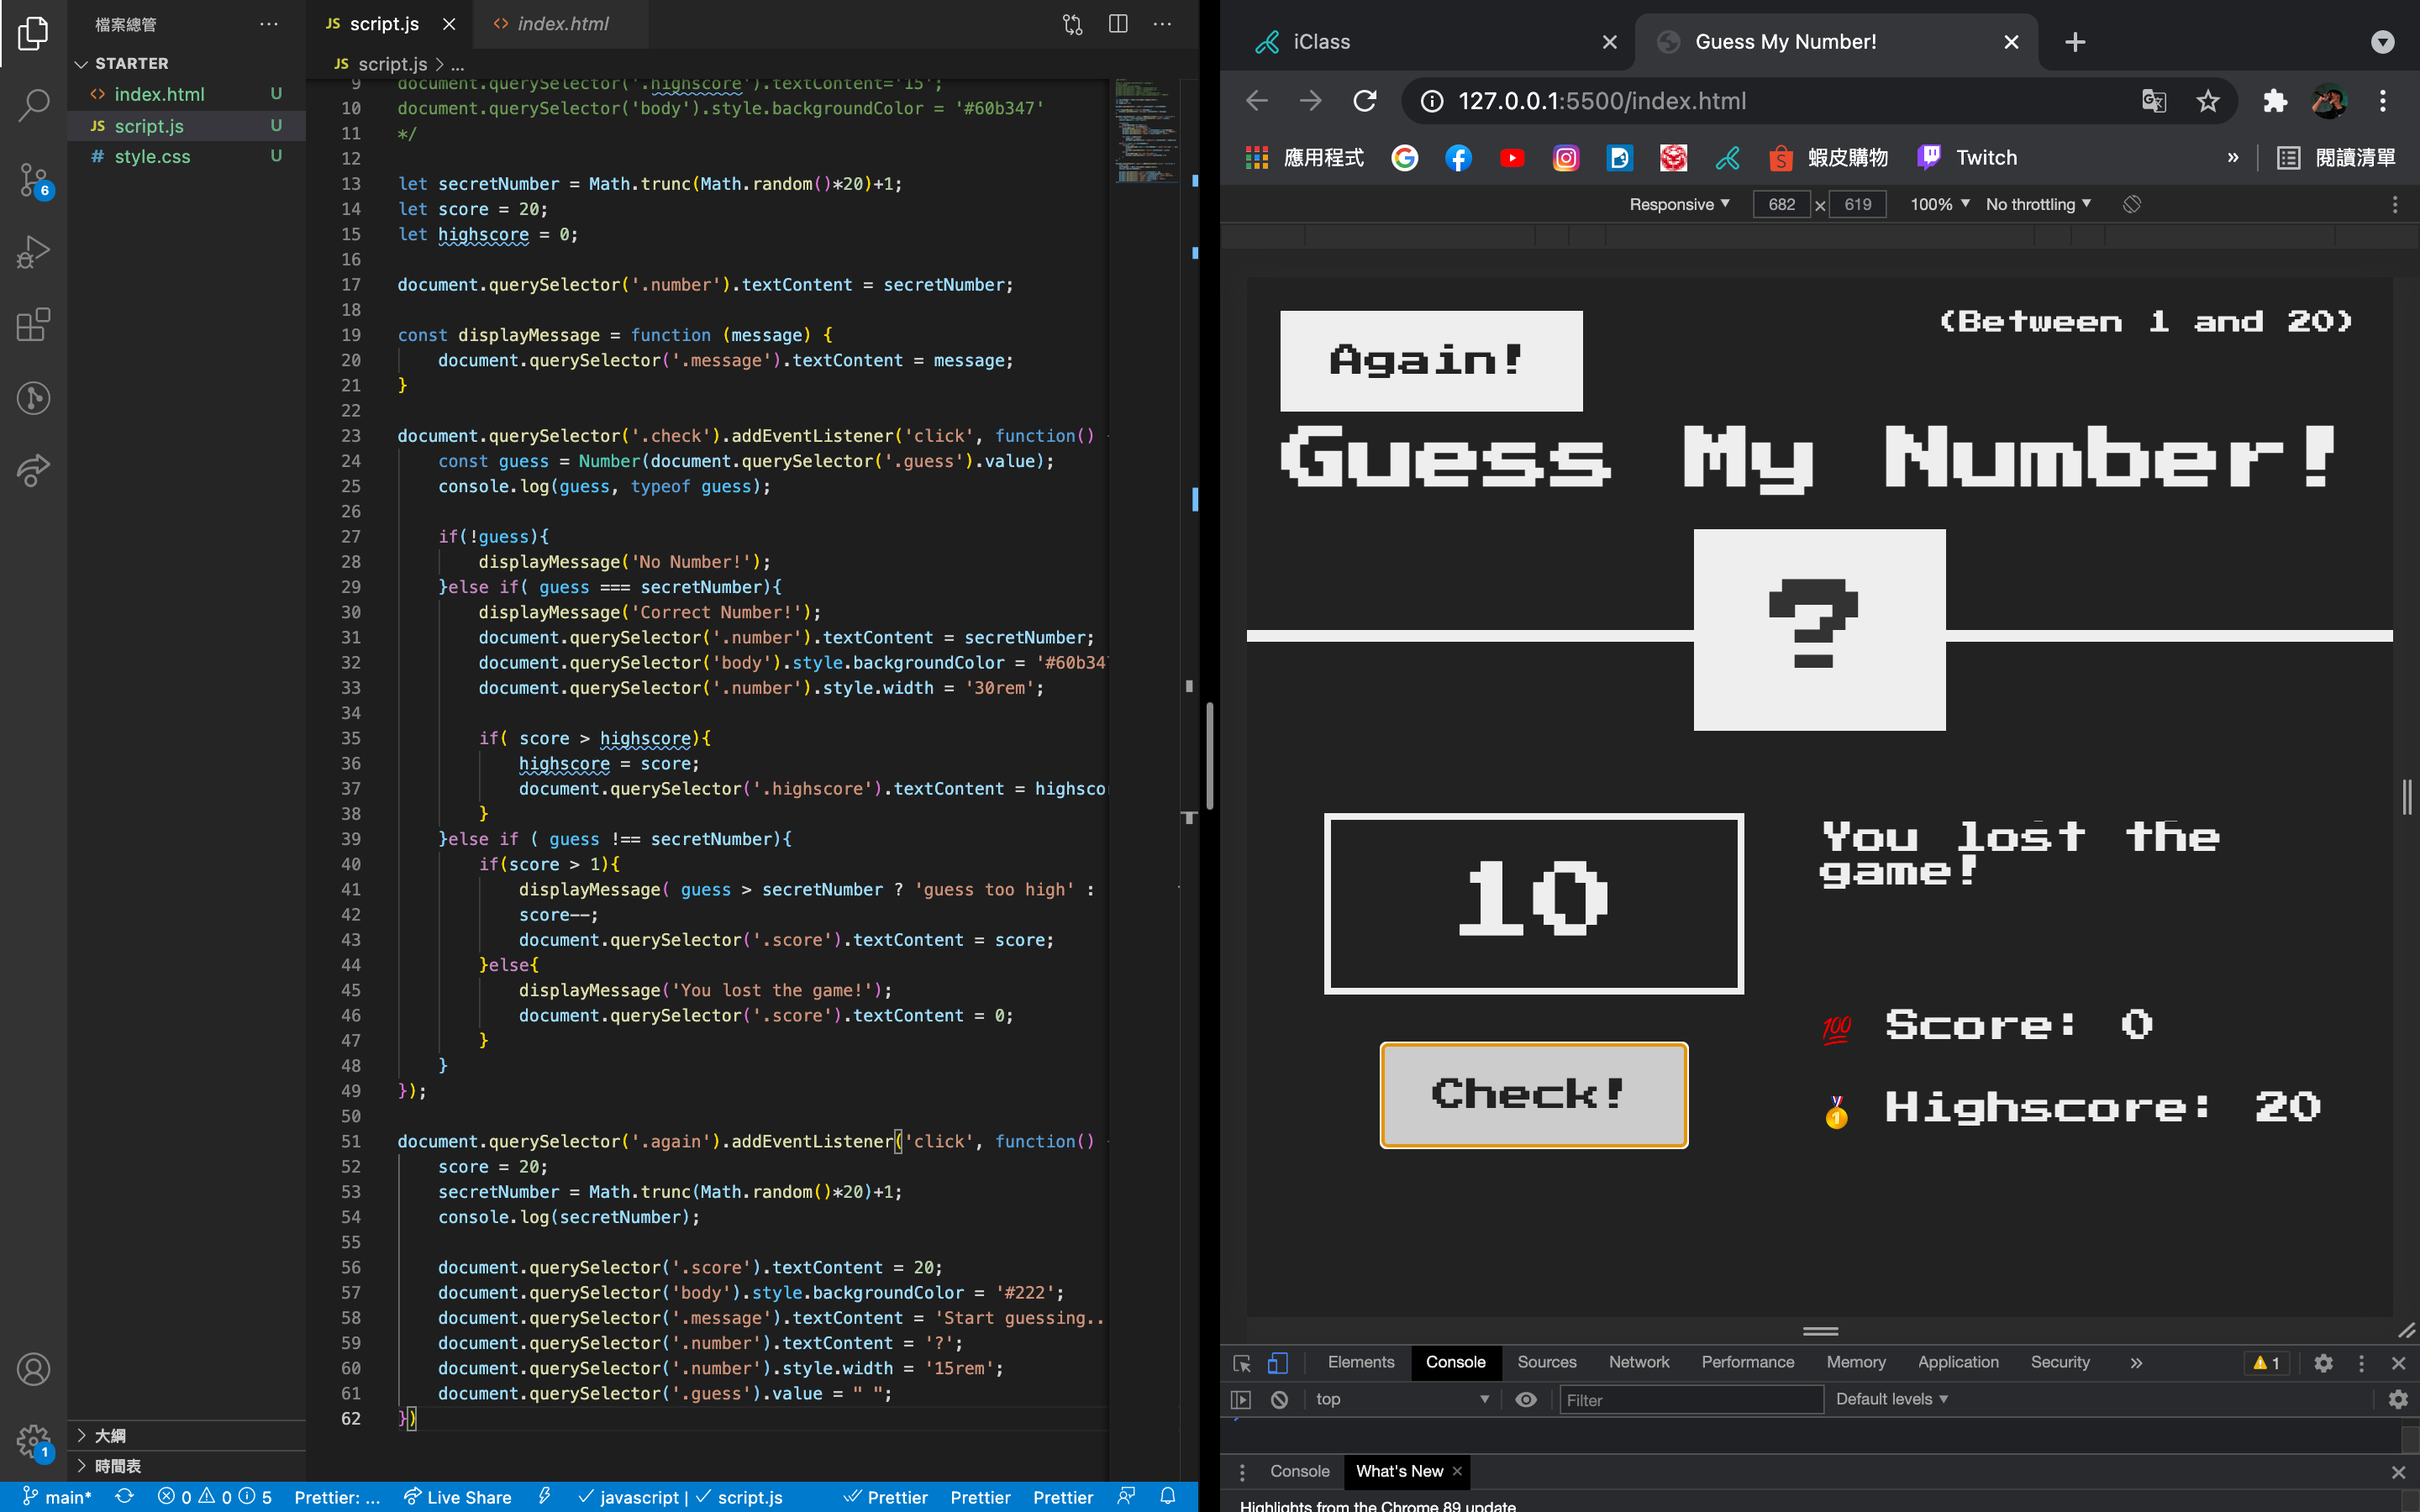 檔案總管
STARTER
index.html U
script.js U
style.css U
大綱
時間表
JS script.js
<> index.html
JS script.js > ...
9 document.querySelector('.highscore').textContent='15';
10 document.querySelector('body').style.backgroundColor = '#60b347'
11 */
12
13 let secretNumber = Math.trunc(Math.random()*20)+1;
14 let score = 20;
15 let highscore = 0;
16
17 document.querySelector('.number').textContent = secretNumber;
18
19 const displayMessage = function (message) {
20 document.querySelector('.message').textContent = message;
21 }
22
23 document.querySelector('.check').addEventListener('click', function()
24 const guess = Number(document.querySelector('.guess').value);
25 console.log(guess, typeof guess);
26
27 if(!guess){
28 displayMessage('No Number!');
29 }else if( guess === secretNumber){
30 displayMessage('Correct Number!');
31 document.querySelector('.number').textContent = secretNumber;
32 document.querySelector('body').style.backgroundColor = '#60b34
33 document.querySelector('.number').style.width = '30rem';
34
35 if( score > highscore){
36 highscore = score;
37 document.querySelector('.highscore').textContent = highsco
38 }
39 }else if ( guess !== secretNumber){
40 if(score > 1){
41 displayMessage( guess > secretNumber ? 'guess too high' :
42 score--;
43 document.querySelector('.score').textContent = score;
44 }else{
45 displayMessage('You lost the game!');
46 document.querySelector('.score').textContent = 0;
47 }
48 }
49 });
50
51 document.querySelector('.again').addEventListener('click', function()
52 score = 20;
53 secretNumber = Math.trunc(Math.random()*20)+1;
54 console.log(secretNumber);
55
56 document.querySelector('.score').textContent = 20;
57 document.querySelector('body').style.backgroundColor = '#222';
58 document.querySelector('.message').textContent = 'Start guessing..
59 document.querySelector('.number').textContent = '?';
60 document.querySelector('.number').style.width = '15rem';
61 document.querySelector('.guess').value = " ";
62 })
6
1
main* 0 0 5 Prettier: ... Live Share javascript | script.js Prettier Prettier Prettier
iClass
Guess My Number!
127.0.0.1:5500/index.html
應用程式 蝦皮購物 Twitch » 閱讀清單
Responsive 682 x 619 100% No throttling
Again!
(Between 1 and 20)
Guess My Number!
?
10
You lost the
game!
Check!
💯 Score: 0
🥇 Highscore: 20
Elements Console Sources Network Performance Memory Application Security » 1
top Filter Default levels
Console What's New
Highlights from the Chrome 89 update